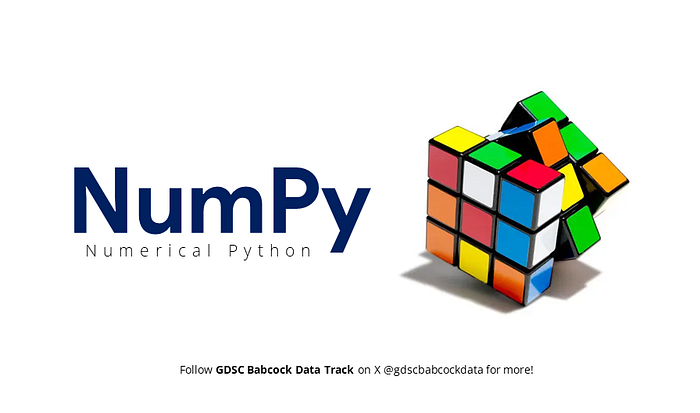 NumPy
Numerical Python
Follow GDSC Babcock Data Track on X @gdscbabcockdata for more!